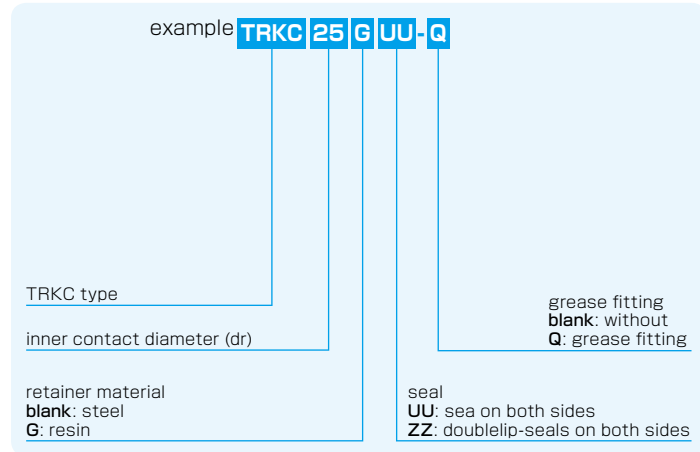 example TRKC 25 G UU - Q
TRKC type
inner contact diameter (dr)
retainer material
blank: steel
G: resin
grease fitting
blank: without
Q: grease fitting
seal
UU: sea on both sides
ZZ: doublelip-seals on both sides